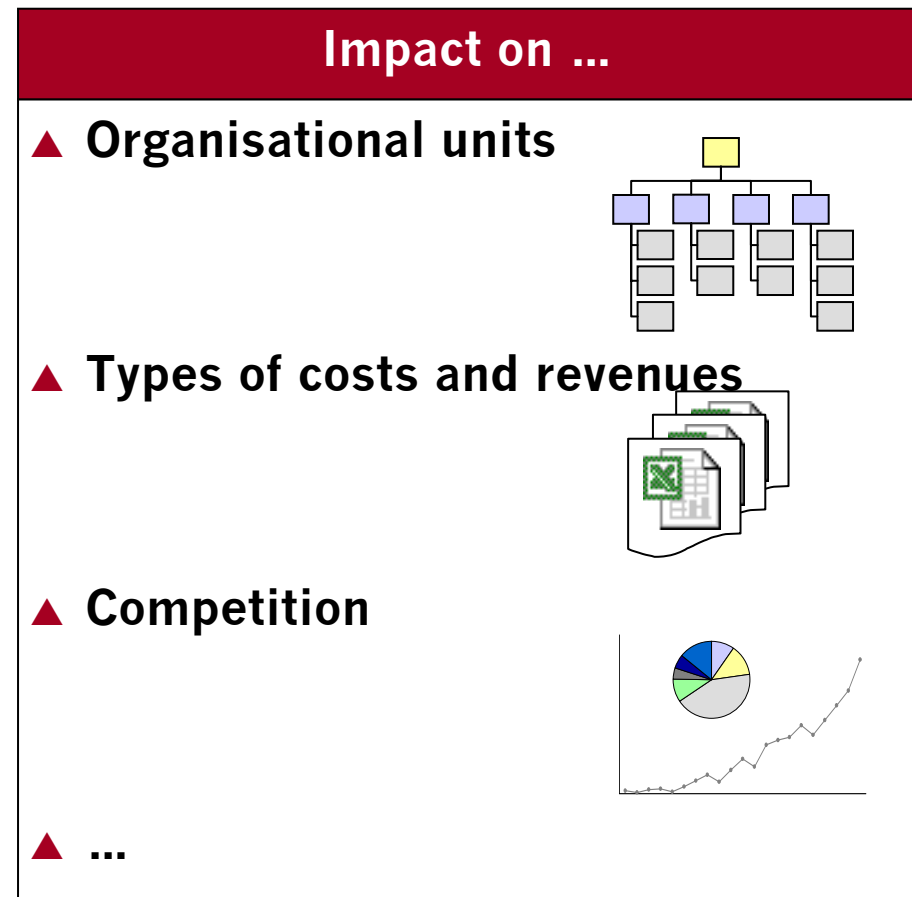 Impact on ...
▲ Organisational units
▲ Types of costs and revenues
▲ Competition
▲ ...